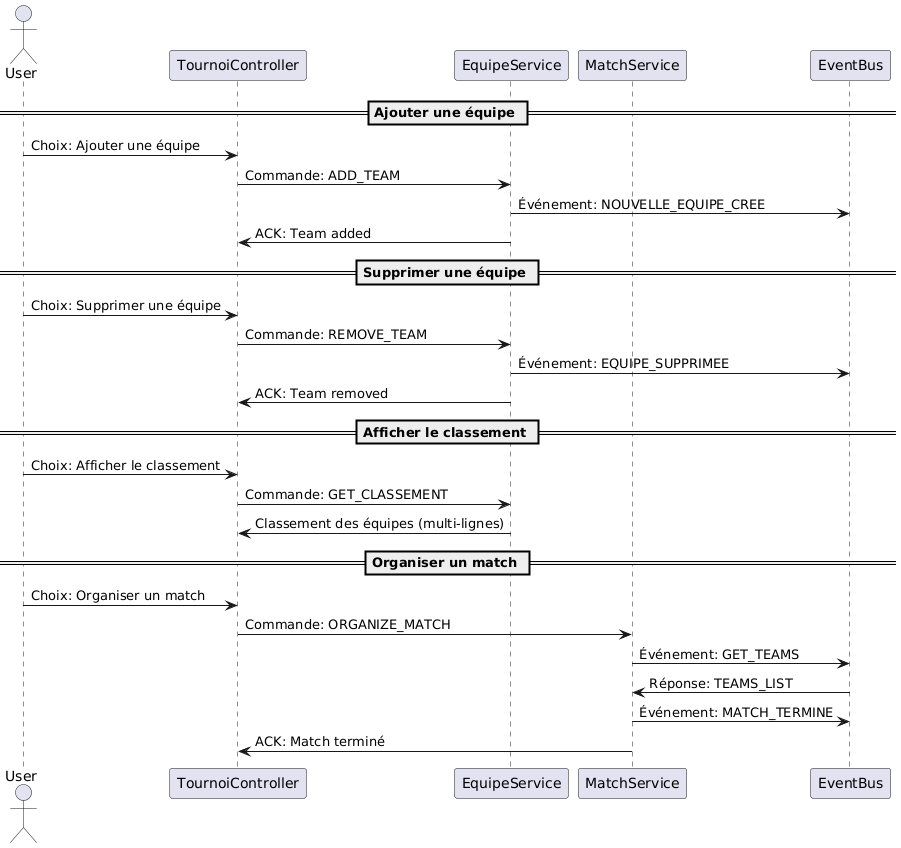 User
TournoiController
EquipeService
MatchService
EventBus
Ajouter une équipe
Choix: Ajouter une équipe
Commande: ADD_TEAM
Événement: NOUVELLE_EQUIPE_CREE
ACK: Team added
Supprimer une équipe
Choix: Supprimer une équipe
Commande: REMOVE_TEAM
Événement: EQUIPE_SUPPRIMEE
ACK: Team removed
Afficher le classement
Choix: Afficher le classement
Commande: GET_CLASSEMENT
Classement des équipes (multi-lignes)
Organiser un match
Choix: Organiser un match
Commande: ORGANIZE_MATCH
Événement: GET_TEAMS
Réponse: TEAMS_LIST
Événement: MATCH_TERMINE
ACK: Match terminé
User
TournoiController
EquipeService
MatchService
EventBus